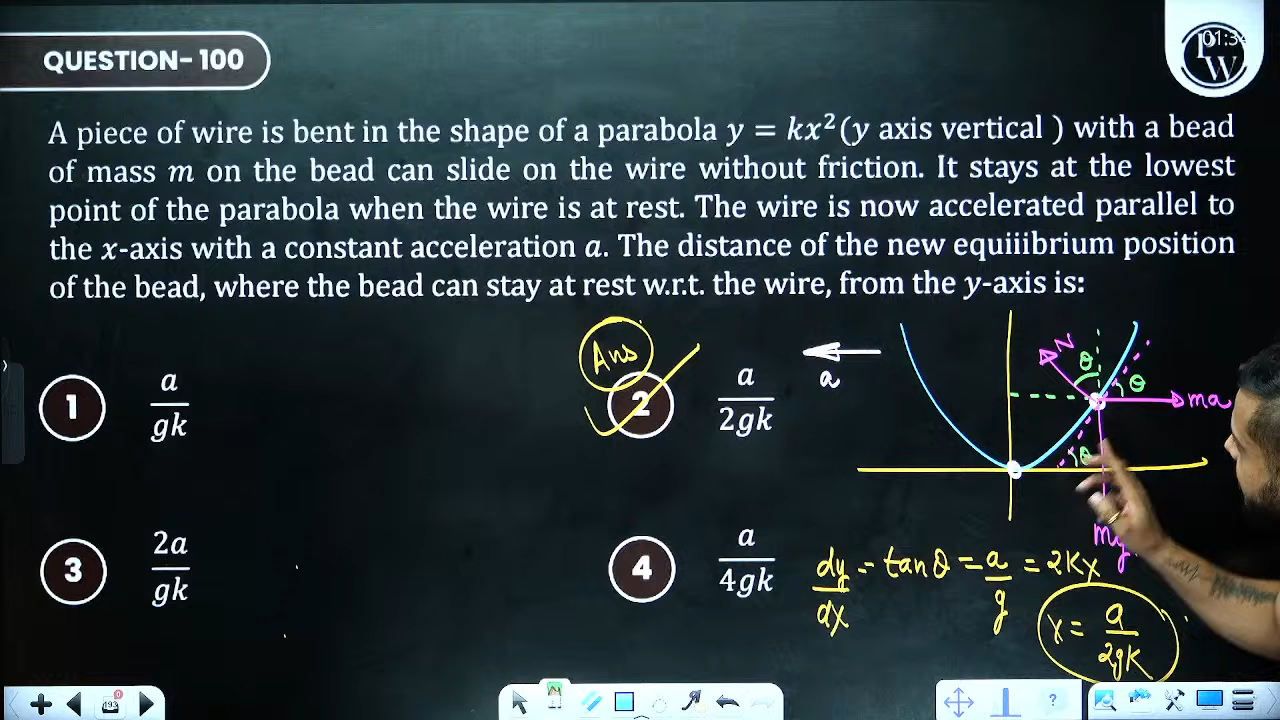 QUESTION- 100
01:3
PW
A piece of wire is bent in the shape of a parabola y = kx² (y axis vertical ) with a bead
of mass m on the bead can slide on the wire without friction. It stays at the lowest
point of the parabola when the wire is at rest. The wire is now accelerated parallel to
the x-axis with a constant acceleration a. The distance of the new equiiibrium position
of the bead, where the bead can stay at rest w.r.t. the wire, from the y-axis is:
1 a/gk
Ans
2 a/2gk
a
N
θ
θ
ma
θ
mg
3 2a/gk
4 a/4gk
dy/dx = tanθ = a/g = 2Kx
x = a/2gK
193
0
?